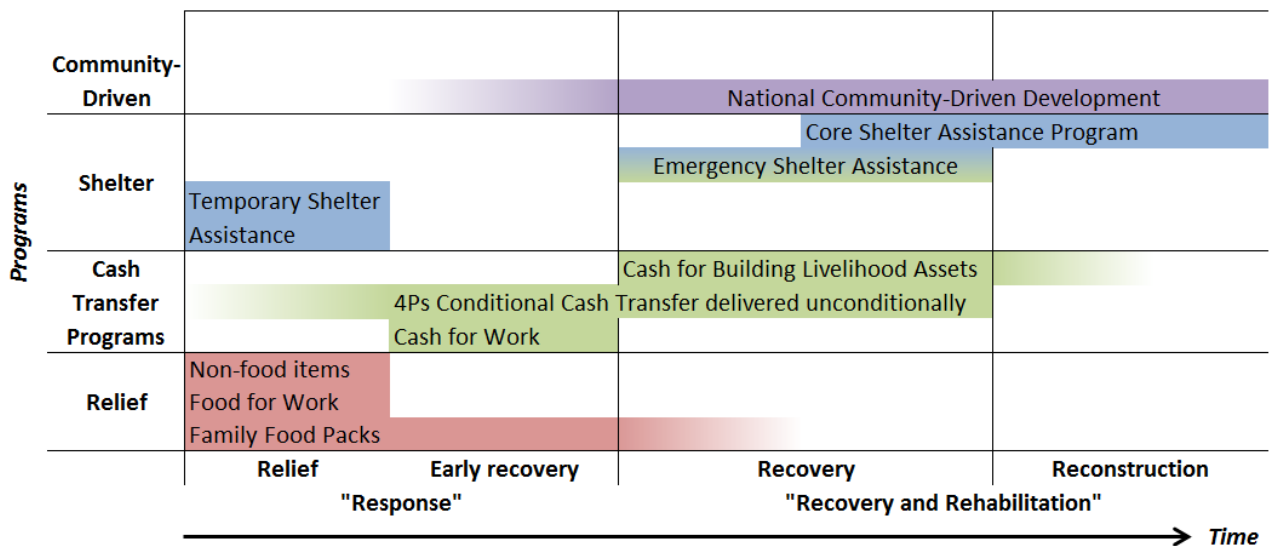 Programs
Community-
Driven
National Community-Driven Development
Shelter
Core Shelter Assistance Program
Emergency Shelter Assistance
Temporary Shelter
Assistance
Cash
Transfer
Programs
Cash for Building Livelihood Assets
4Ps Conditional Cash Transfer delivered unconditionally
Cash for Work
Relief
Non-food items
Food for Work
Family Food Packs
Relief
Early recovery
Recovery
Reconstruction
"Response"
"Recovery and Rehabilitation"
Time